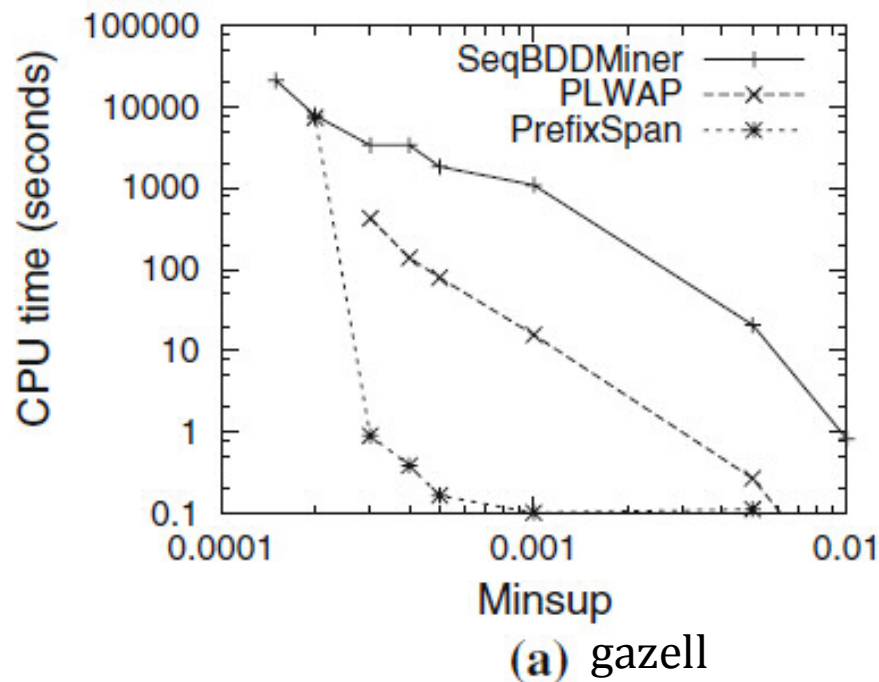 100000
10000
1000
100
10
1
0.1
CPU time (seconds)
SeqBDDMiner
PLWAP
PrefixSpan
0.0001 0.001 0.01
Minsup
(a) gazell